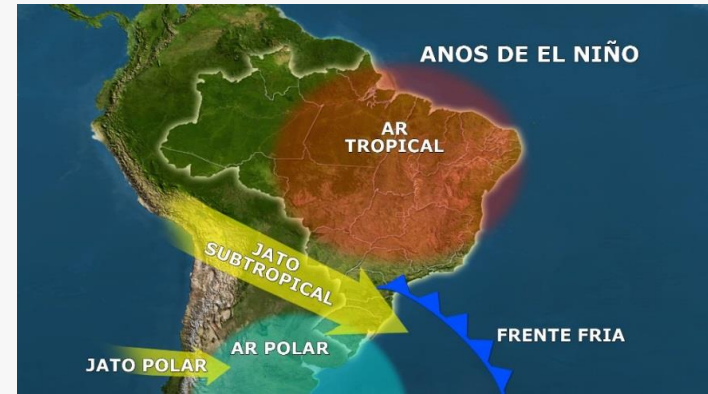 ANOS DE EL NIÑO
AR
TROPICAL
JATO
SUBTROPICAL
FRENTE FRIA
AR POLAR
JATO POLAR